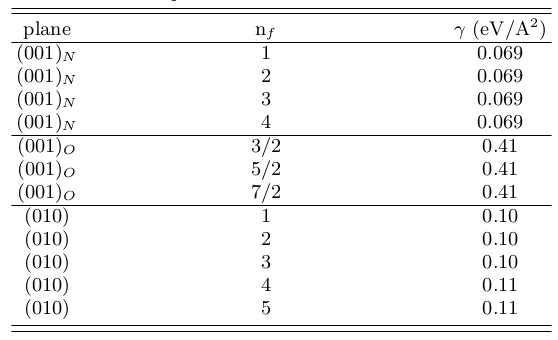 plane n_f γ (eV/A^2)
(001)_N 1 0.069
(001)_N 2 0.069
(001)_N 3 0.069
(001)_N 4 0.069
(001)_O 3/2 0.41
(001)_O 5/2 0.41
(001)_O 7/2 0.41
(010) 1 0.10
(010) 2 0.10
(010) 3 0.10
(010) 4 0.11
(010) 5 0.11